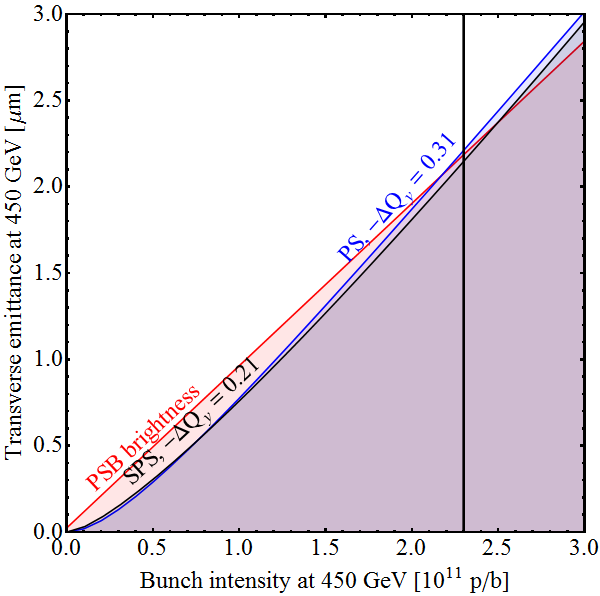 3.0
2.5
2.0
1.5
1.0
0.5
0.0
Transverse emittance at 450 GeV [μm]
PS, −ΔQy = 0.31
SPS, −ΔQy = 0.21
PSB brightness
0.0 0.5 1.0 1.5 2.0 2.5 3.0
Bunch intensity at 450 GeV [10¹¹ p/b]